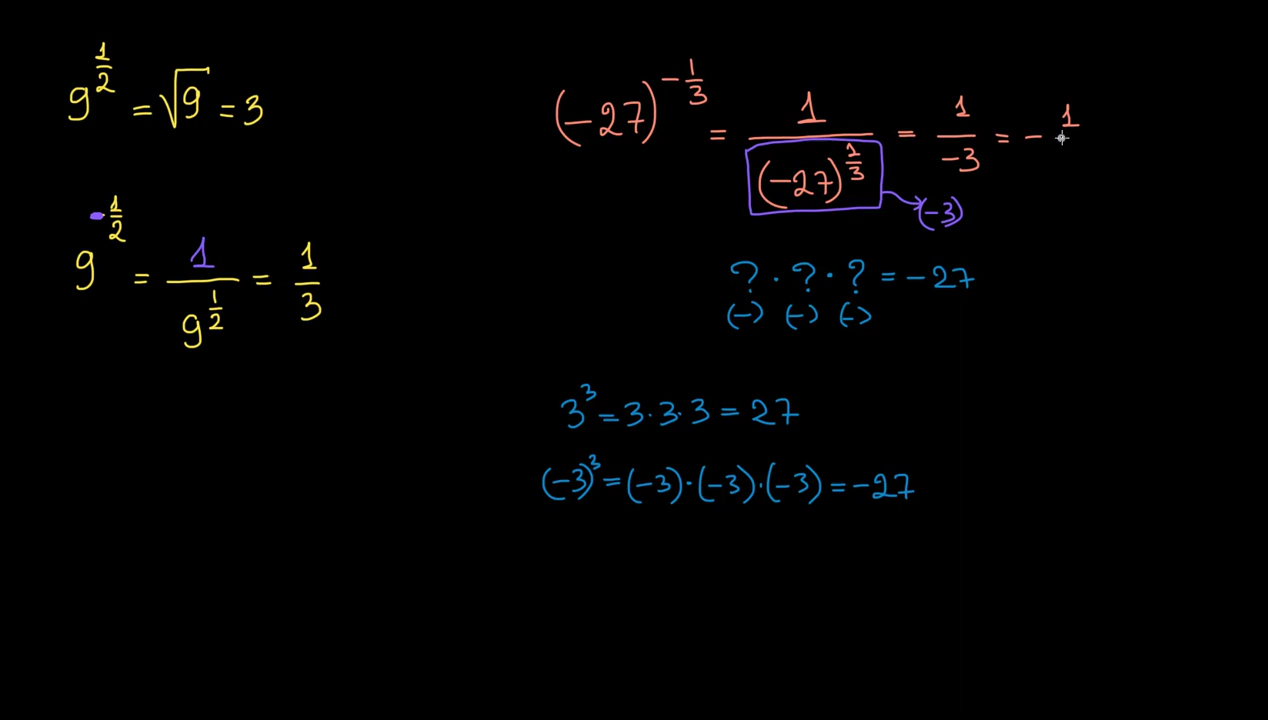 9^{1/2} = √9 = 3
(-27)^{-1/3} = 1/(-27)^{1/3} = 1/-3 = - 1
(-3)
9^{-1/2} = 1/9^{1/2} = 1/3
? · ? · ? = -27
(-) (-) (-)
3^3 = 3·3·3 = 27
(-3)^3 = (-3)·(-3)·(-3) = -27